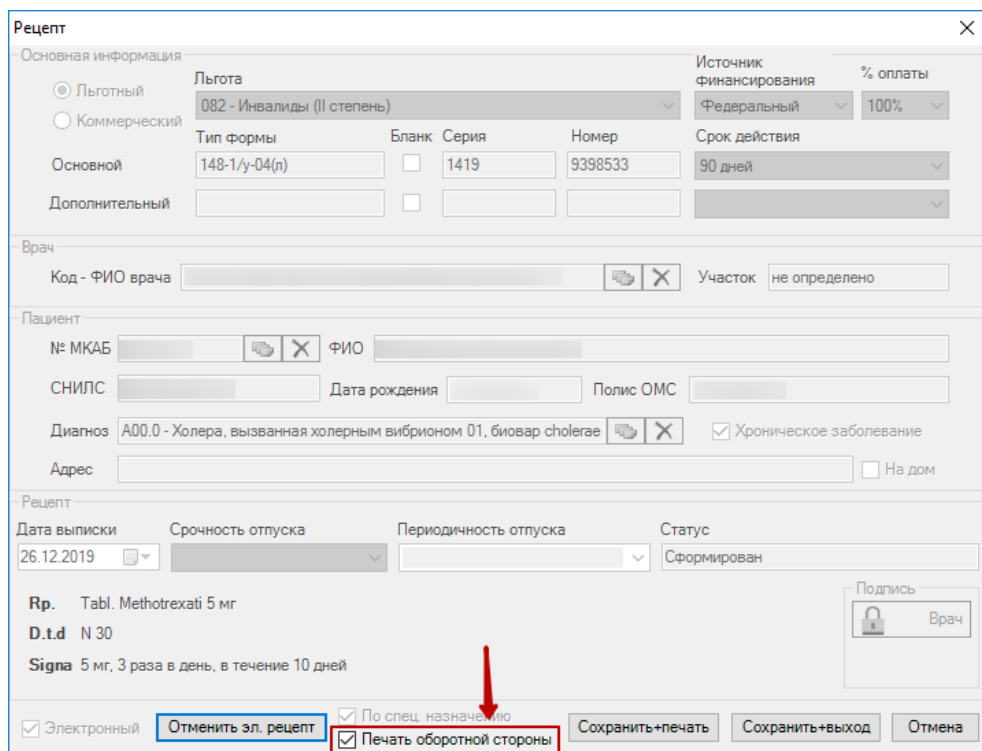 Рецепт
Основная информация
Льготный
Коммерческий
Льгота
082 - Инвалиды (II степень)
Источник
финансирования
Федеральный
% оплаты
100%
Тип формы Бланк Серия Номер Срок действия
Основной 148-1/у-04(л) 1419 9398533 90 дней
Дополнительный
Врач
Код - ФИО врача Участок не определено
Пациент
№ МКАБ ФИО
СНИЛС Дата рождения Полис ОМС
Диагноз A00.0 - Холера, вызванная холерным вибрионом 01, биовар cholerae Хроническое заболевание
Адрес На дом
Рецепт
Дата выписки Срочность отпуска Периодичность отпуска Статус
26.12.2019 Сформирован
Rp. Tabl. Methotrexati 5 мг
D.t.d N 30
Signa 5 мг, 3 раза в день, в течение 10 дней
Подпись
Врач
Электронный Отменить эл. рецепт По спец. назначению
Печать оборотной стороны Сохранить+печать Сохранить+выход Отмена